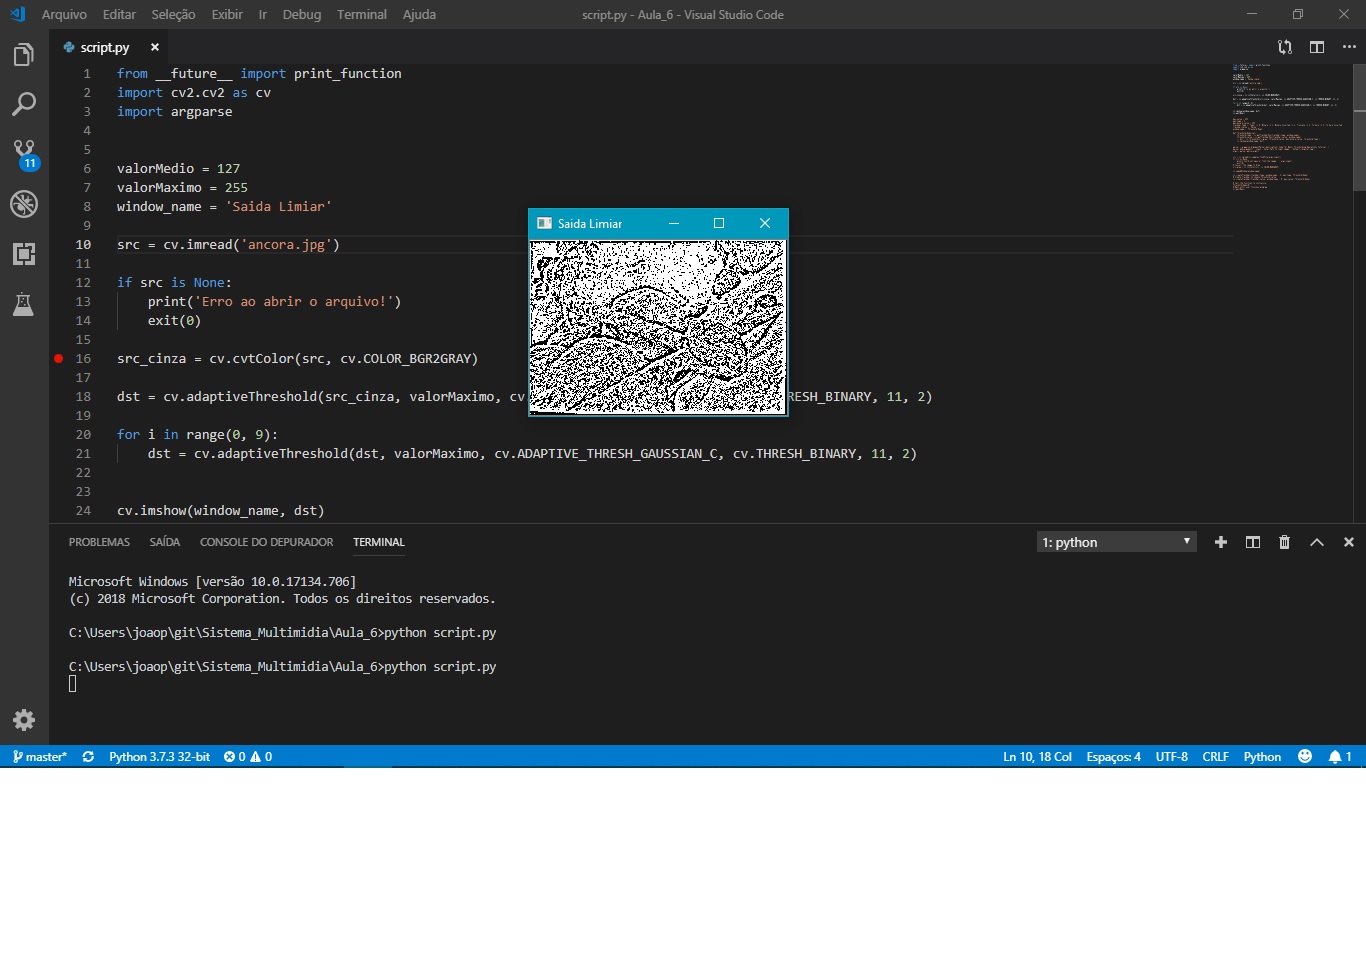 Arquivo Editar Seleção Exibir Ir Debug Terminal Ajuda script.py - Aula_6 - Visual Studio Code
script.py
1 from __future__ import print_function
2 import cv2.cv2 as cv
3 import argparse
4
5
6 valorMedio = 127
7 valorMaximo = 255
8 window_name = 'Saida Limiar'
9
10 src = cv.imread('ancora.jpg')
11
12 if src is None:
13 print('Erro ao abrir o arquivo!')
14 exit(0)
15
16 src_cinza = cv.cvtColor(src, cv.COLOR_BGR2GRAY)
17
18 dst = cv.adaptiveThreshold(src_cinza, valorMaximo, cv RESH_BINARY, 11, 2)
19
20 for i in range(0, 9):
21 dst = cv.adaptiveThreshold(dst, valorMaximo, cv.ADAPTIVE_THRESH_GAUSSIAN_C, cv.THRESH_BINARY, 11, 2)
22
23
24 cv.imshow(window_name, dst)
Saida Limiar
11
PROBLEMAS SAÍDA CONSOLE DO DEPURADOR TERMINAL 1: python
Microsoft Windows [versão 10.0.17134.706]
(c) 2018 Microsoft Corporation. Todos os direitos reservados.
C:\Users\joaop\git\Sistema_Multimidia\Aula_6>python script.py
C:\Users\joaop\git\Sistema_Multimidia\Aula_6>python script.py
master* Python 3.7.3 32-bit 0 0 Ln 10, 18 Col Espaços: 4 UTF-8 CRLF Python 1